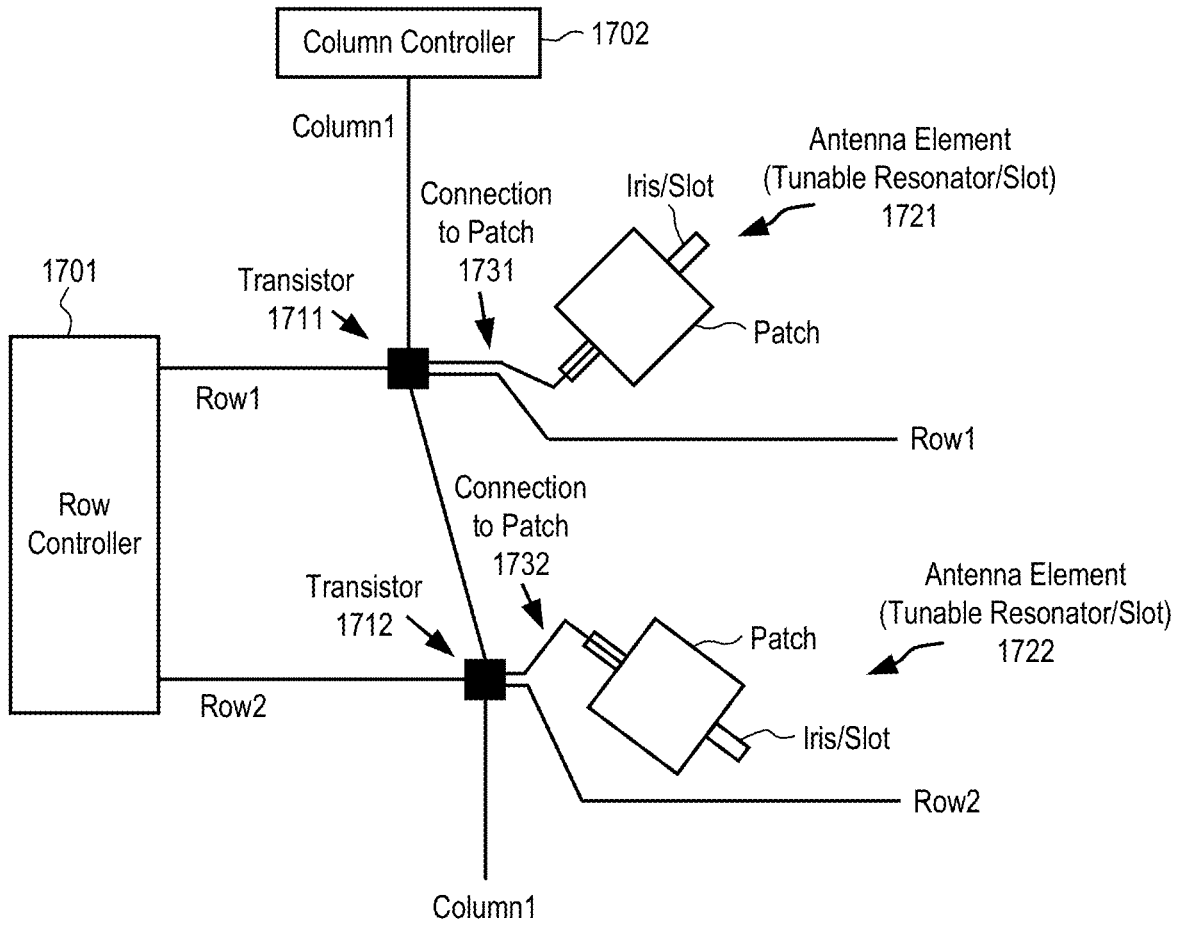 Column Controller
1702
Column1
Antenna Element
(Tunable Resonator/Slot)
1721
Iris/Slot
Connection
to Patch
1731
1701
Transistor
1711
Patch
Row1
Row1
Row
Controller
Connection
to Patch
1732
Transistor
1712
Antenna Element
(Tunable Resonator/Slot)
1722
Patch
Row2
Iris/Slot
Row2
Column1